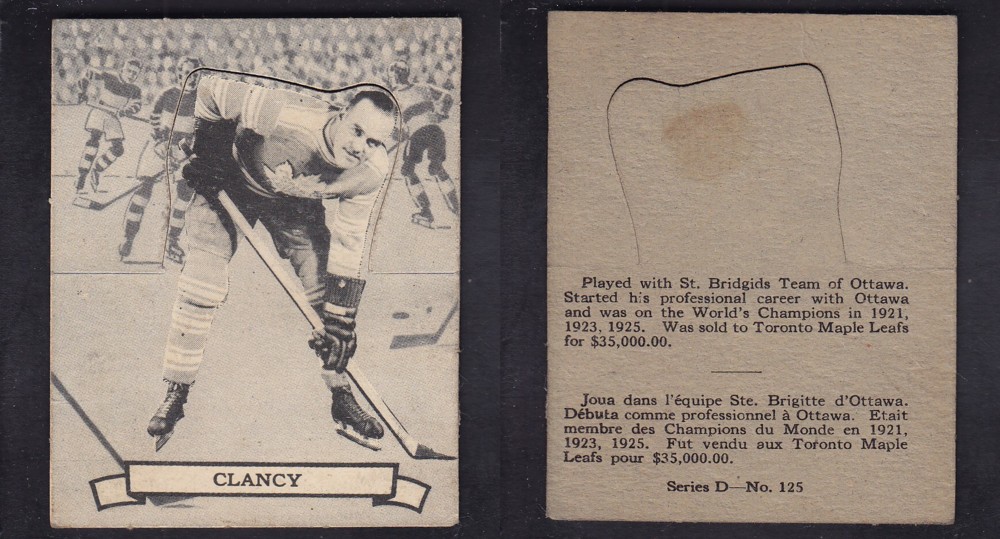 CLANCY
Played with St. Bridgids Team of Ottawa.
Started his professional career with Ottawa
and was on the World's Champions in 1921,
1923, 1925. Was sold to Toronto Maple Leafs
for $35,000.00.
Joua dans l'équipe Ste. Brigitte d'Ottawa.
Débuta comme professionnel à Ottawa. Etait
membre des Champions du Monde en 1921,
1923, 1925. Fut vendu aux Toronto Maple
Leafs pour $35,000.00.
Series D—No. 125